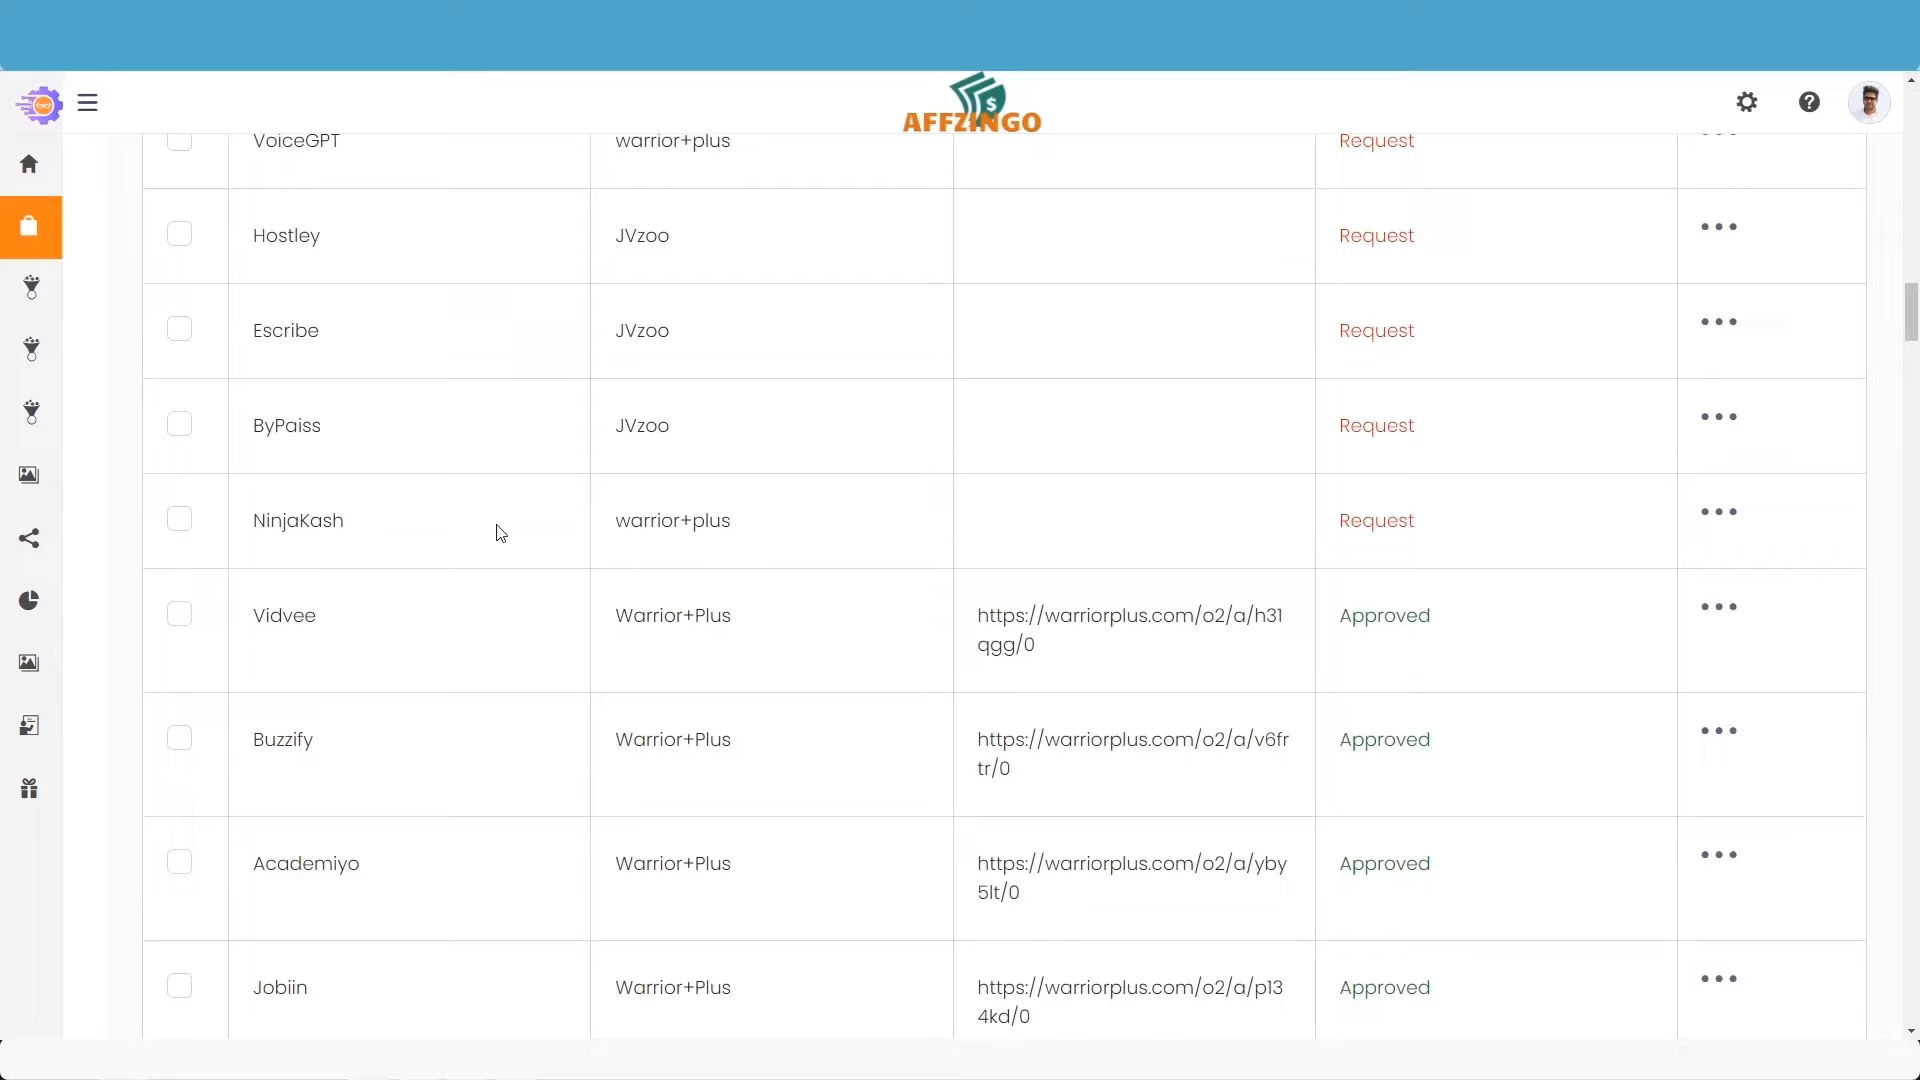 $
AFFZINGO
VoiceGPT warrior+plus Request
Hostley JVzoo Request
Escribe JVzoo Request
ByPaiss JVzoo Request
NinjaKash warrior+plus Request
Vidvee Warrior+Plus https://warriorplus.com/o2/a/h31 Approved
qgg/0
Buzzify Warrior+Plus https://warriorplus.com/o2/a/v6fr Approved
tr/0
Academiyo Warrior+Plus https://warriorplus.com/o2/a/yby Approved
5lt/0
Jobiin Warrior+Plus https://warriorplus.com/o2/a/p13 Approved
4kd/0